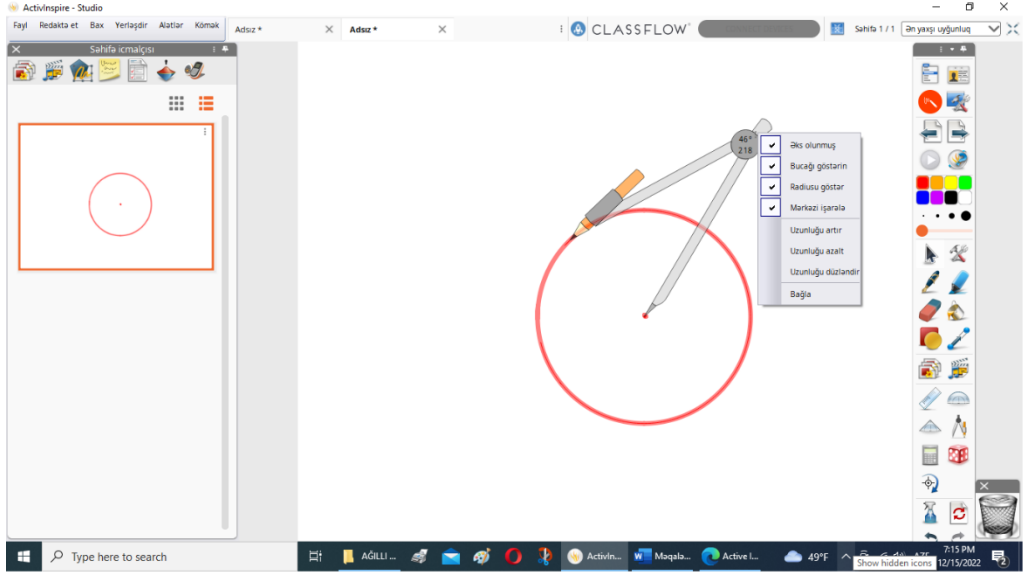 ActivInspire - Studio
Fayl Redakta et Bax Yerləşdir Alətlər Kömək
Adsız *
Adsız *
CLASSFLOW
Səhifə 1 / 1
Ən yaxşı uyğunluq
Səhifə icmalçısı
46°
218
Əks olunmuş
Bucağı göstərin
Radiusu göstər
Mərkəzi işarələ
Uzunluğu artır
Uzunluğu azalt
Uzunluğu düzləndir
Bağla
Type here to search
AĞILLI ...
ActivIn...
Məqalə...
Active I...
49°F
Show hidden icons
7:15 PM
12/15/2022
2